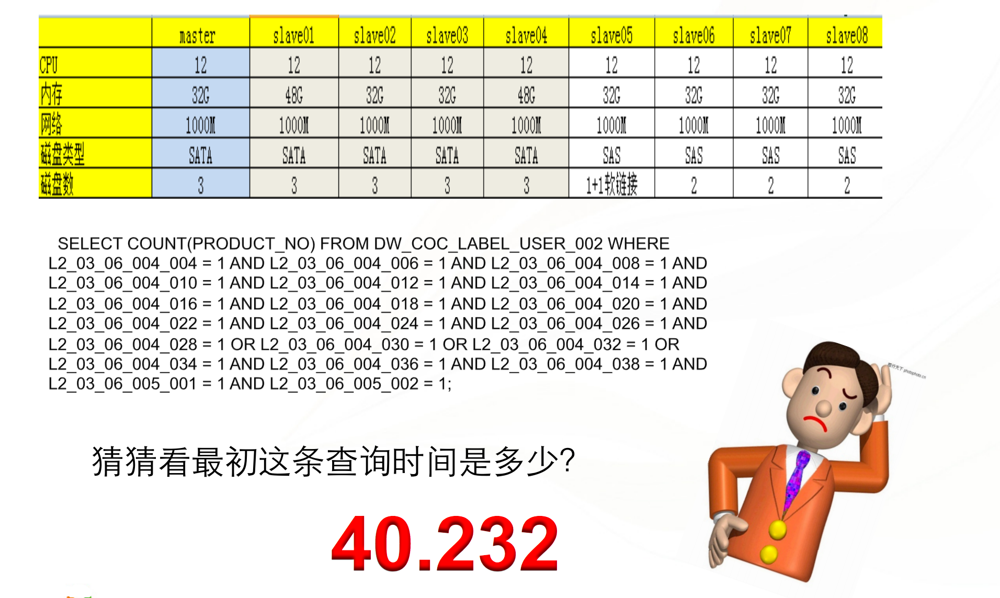 master slave01 slave02 slave03 slave04 slave05 slave06 slave07 slave08
CPU 12 12 12 12 12 12 12 12 12
内存 32G 48G 32G 32G 48G 32G 32G 32G 32G
网络 1000M 1000M 1000M 1000M 1000M 1000M 1000M 1000M 1000M
磁盘类型 SATA SATA SATA SATA SATA SAS SAS SAS SAS
磁盘数 3 3 3 3 3 1+1软链接 2 2 2
SELECT COUNT(PRODUCT_NO) FROM DW_COC_LABEL_USER_002 WHERE
L2_03_06_004_004 = 1 AND L2_03_06_004_006 = 1 AND L2_03_06_004_008 = 1 AND
L2_03_06_004_010 = 1 AND L2_03_06_004_012 = 1 AND L2_03_06_004_014 = 1 AND
L2_03_06_004_016 = 1 AND L2_03_06_004_018 = 1 AND L2_03_06_004_020 = 1 AND
L2_03_06_004_022 = 1 AND L2_03_06_004_024 = 1 AND L2_03_06_004_026 = 1 AND
L2_03_06_004_028 = 1 OR L2_03_06_004_030 = 1 OR L2_03_06_004_032 = 1 OR
L2_03_06_004_034 = 1 AND L2_03_06_004_036 = 1 AND L2_03_06_004_038 = 1 AND
L2_03_06_005_001 = 1 AND L2_03_06_005_002 = 1;
图行天下 photophoto.cn
猜猜看最初这条查询时间是多少?
40.232